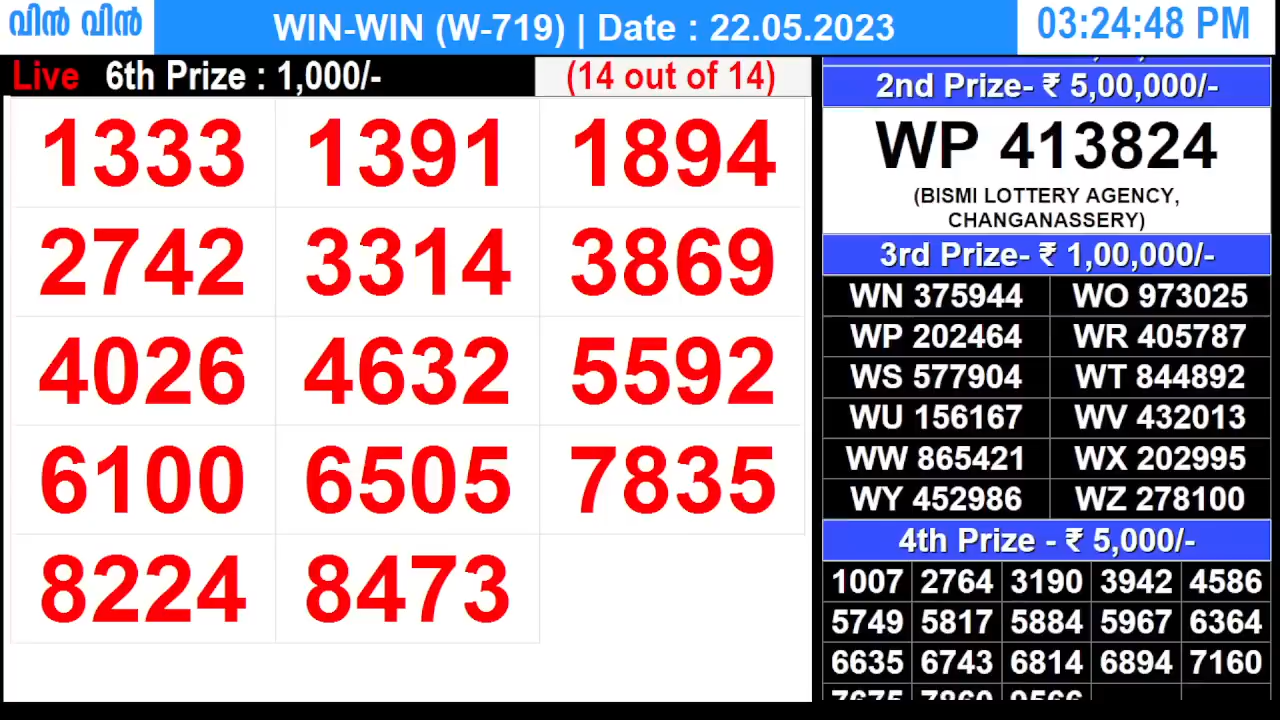 വിൻ വിൻ WIN-WIN (W-719) | Date : 22.05.2023 03:24:48 PM
Live 6th Prize : 1,000/- (14 out of 14)
1333 1391 1894
2742 3314 3869
4026 4632 5592
6100 6505 7835
8224 8473
2nd Prize- ₹ 5,00,000/-
WP 413824
(BISMI LOTTERY AGENCY,
CHANGANASSERY)
3rd Prize- ₹ 1,00,000/-
WN 375944 WO 973025
WP 202464 WR 405787
WS 577904 WT 844892
WU 156167 WV 432013
WW 865421 WX 202995
WY 452986 WZ 278100
4th Prize - ₹ 5,000/-
1007 2764 3190 3942 4586
5749 5817 5884 5967 6364
6635 6743 6814 6894 7160